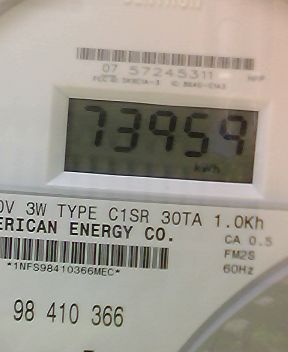 07 57245311
73959
kWh
0V 3W TYPE C1SR 30TA 1.0Kh
ERICAN ENERGY CO.
CA 0.5
FM2S
60Hz
*1NFS98410366MEC*
98 410 366